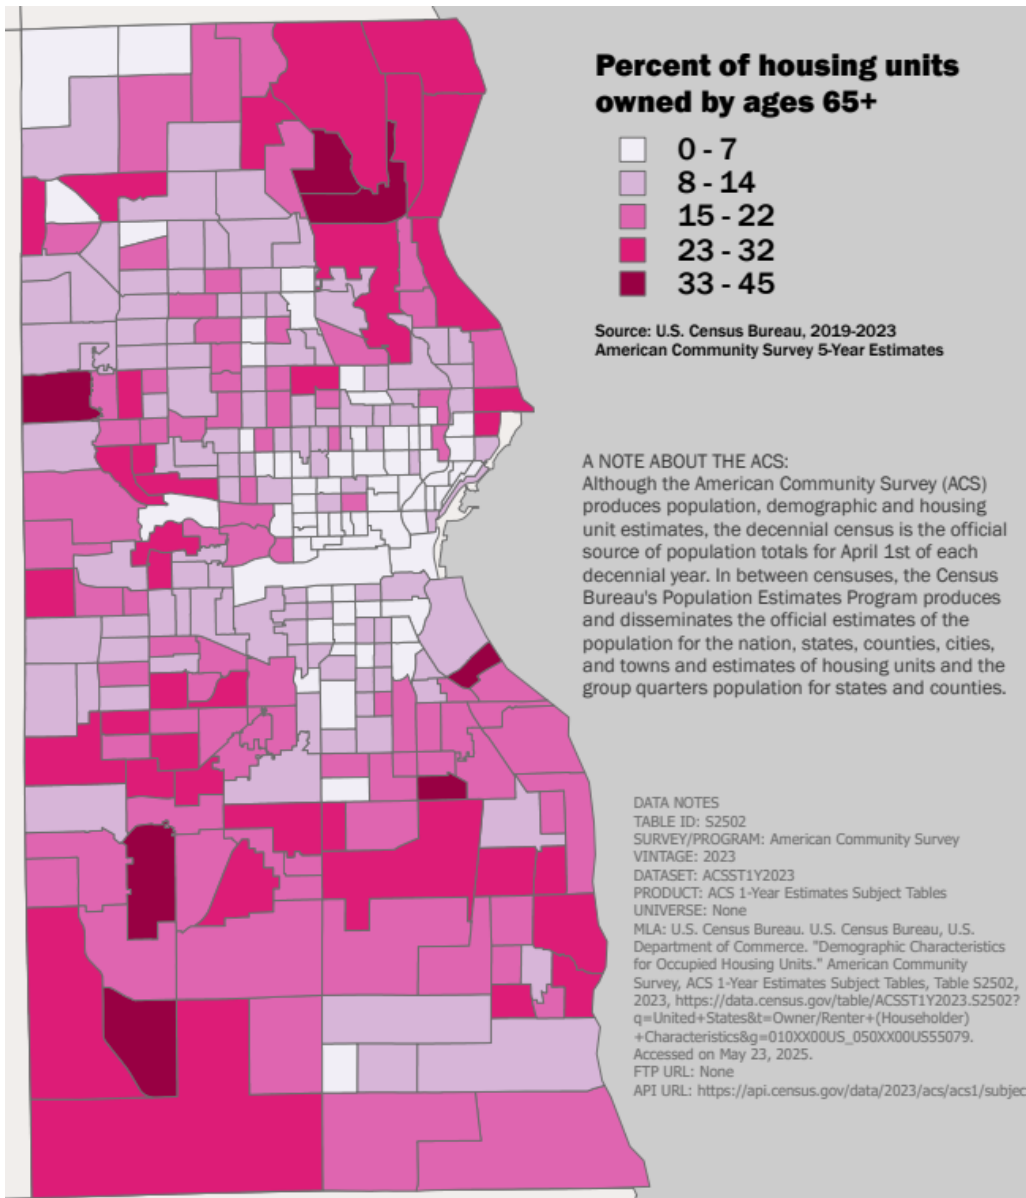 Percent of housing units
owned by ages 65+
0 - 7
8 - 14
15 - 22
23 - 32
33 - 45
Source: U.S. Census Bureau, 2019-2023
American Community Survey 5-Year Estimates
A NOTE ABOUT THE ACS:
Although the American Community Survey (ACS)
produces population, demographic and housing
unit estimates, the decennial census is the official
source of population totals for April 1st of each
decennial year. In between censuses, the Census
Bureau's Population Estimates Program produces
and disseminates the official estimates of the
population for the nation, states, counties, cities,
and towns and estimates of housing units and the
group quarters population for states and counties.
DATA NOTES
TABLE ID: S2502
SURVEY/PROGRAM: American Community Survey
VINTAGE: 2023
DATASET: ACSST1Y2023
PRODUCT: ACS 1-Year Estimates Subject Tables
UNIVERSE: None
MLA: U.S. Census Bureau. U.S. Census Bureau, U.S.
Department of Commerce. "Demographic Characteristics
for Occupied Housing Units." American Community
Survey, ACS 1-Year Estimates Subject Tables, Table S2502,
2023, https://data.census.gov/table/ACSST1Y2023.S2502?
q=United+States&t=Owner/Renter+(Householder)
+Characteristics&g=010XX00US_050XX00US55079.
Accessed on May 23, 2025.
FTP URL: None
API URL: https://api.census.gov/data/2023/acs/acs1/subjec